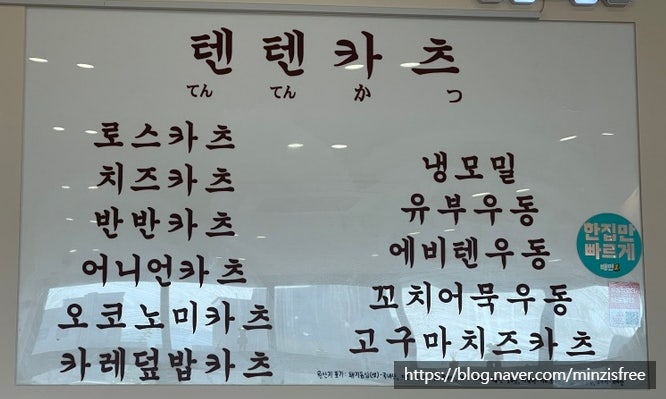 텐텐카츠
てん てん か つ
로스카츠
치즈카츠
반반카츠
어니언카츠
오코노미카츠
카레덮밥카츠
냉모밀
유부우동
에비텐우동
꼬치어묵우동
고구마치즈카츠
한집만
빠르게
https://blog.naver.com/minzisfree